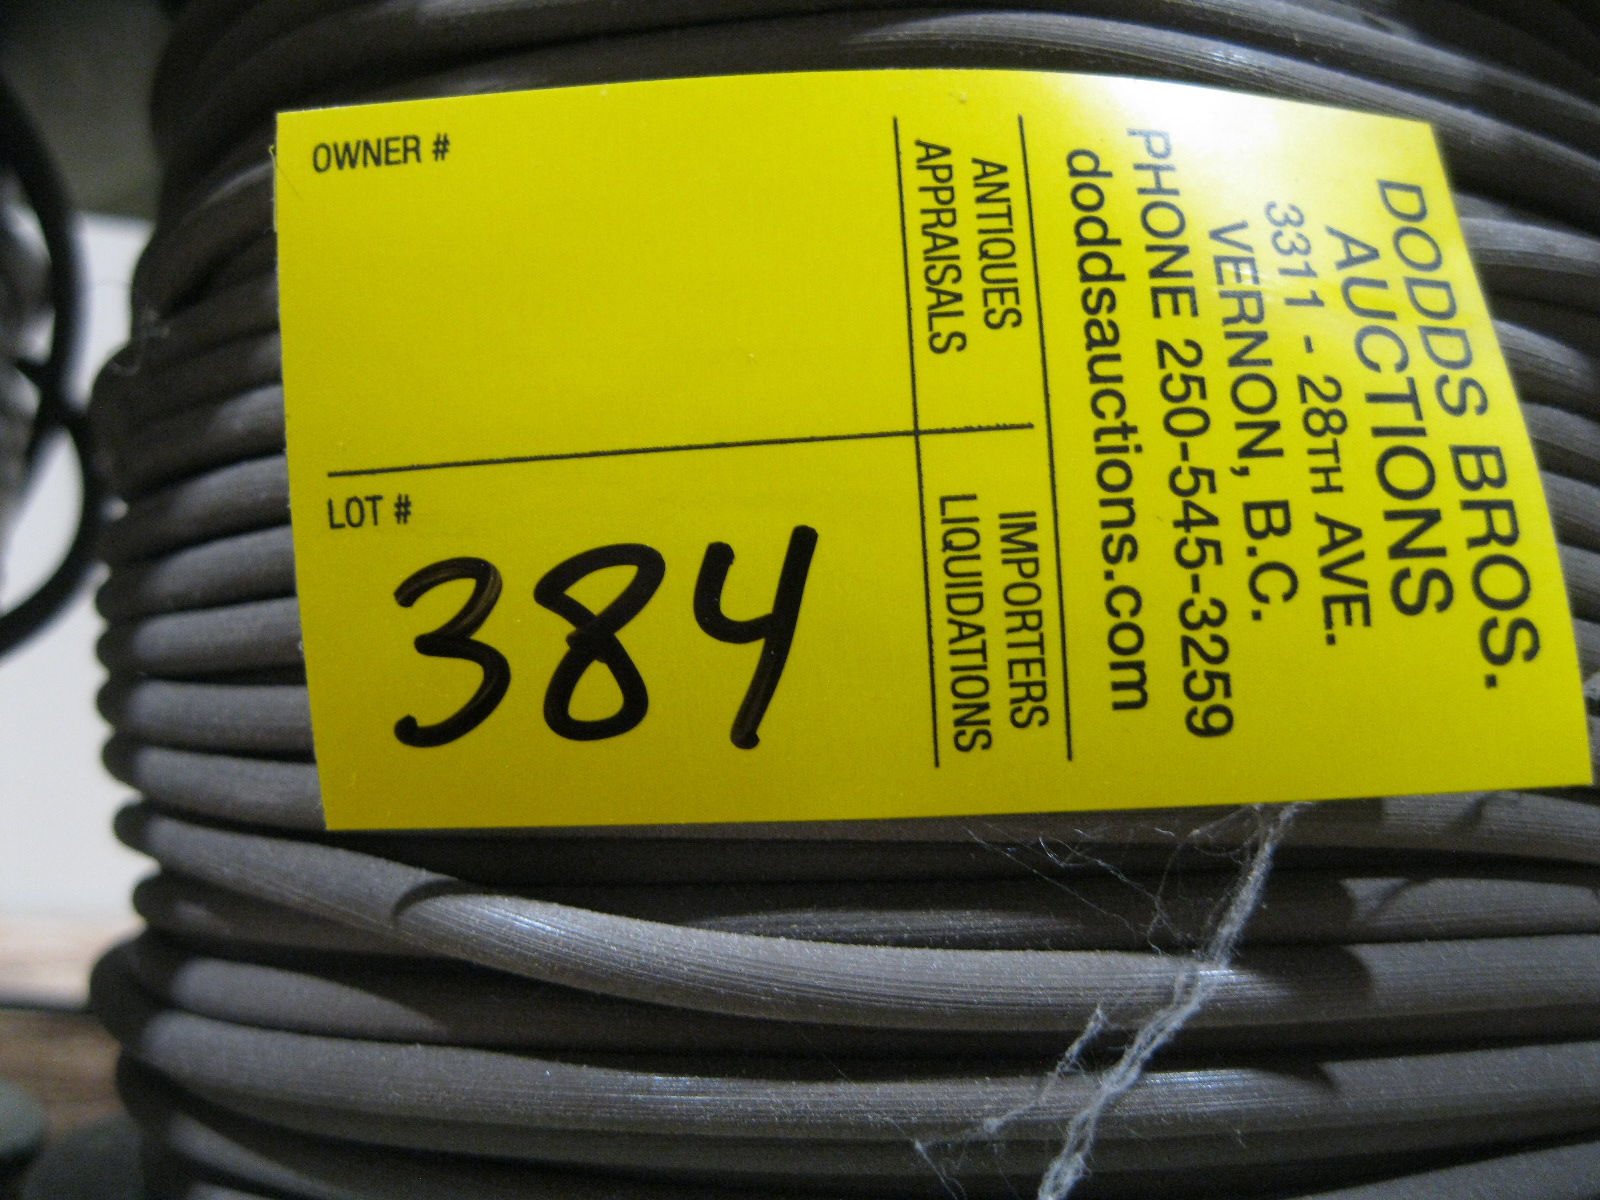 OWNER #
LOT #
384
ANTIQUES
APPRAISALS
IMPORTERS
LIQUIDATIONS
DODDS BROS.
AUCTIONS
3311 - 28TH AVE.
VERNON, B.C.
PHONE 250-545-3259
doddsauctions.com